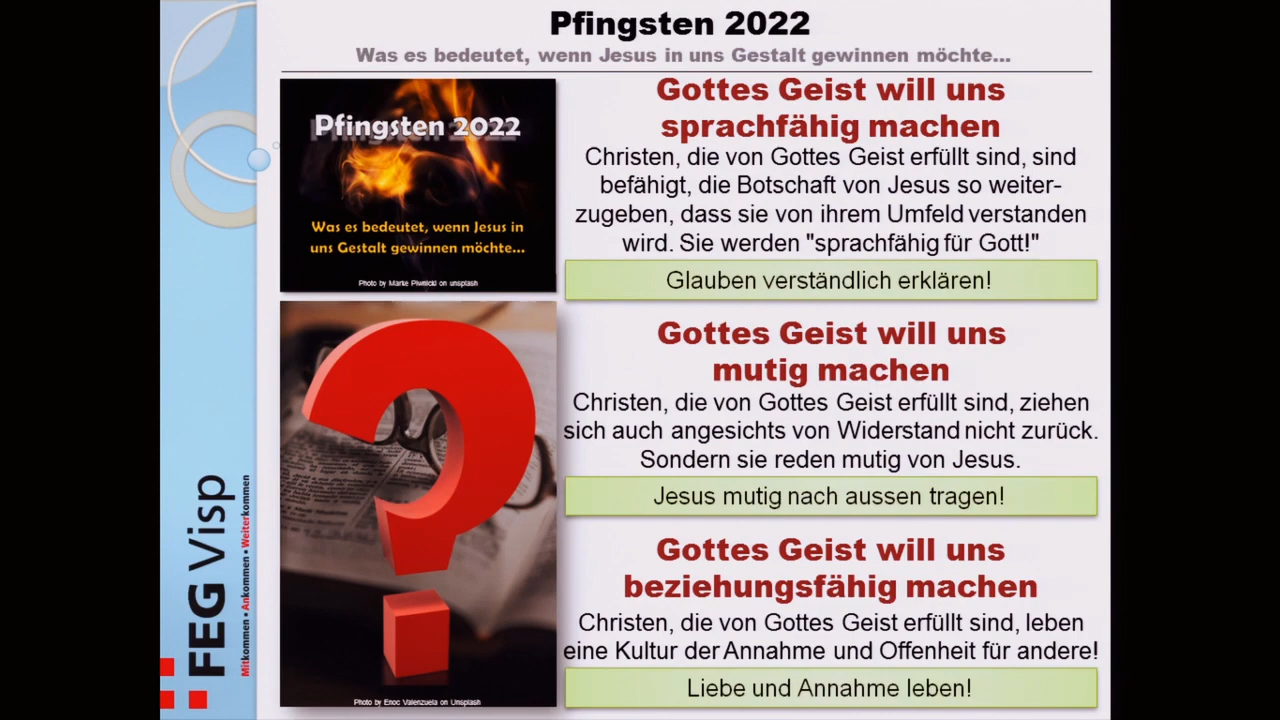 Pfingsten 2022
Was es bedeutet, wenn Jesus in uns Gestalt gewinnen möchte...
Pfingsten 2022
Was es bedeutet, wenn Jesus in
uns Gestalt gewinnen möchte...
Photo by Marke Piwnicki on unsplash
Gottes Geist will uns
sprachfähig machen
Christen, die von Gottes Geist erfüllt sind, sind
befähigt, die Botschaft von Jesus so weiter-
zugeben, dass sie von ihrem Umfeld verstanden
wird. Sie werden "sprachfähig für Gott!"
Glauben verständlich erklären!
Gottes Geist will uns
mutig machen
Christen, die von Gottes Geist erfüllt sind, ziehen
sich auch angesichts von Widerstand nicht zurück.
Sondern sie reden mutig von Jesus.
Jesus mutig nach aussen tragen!
Gottes Geist will uns
beziehungsfähig machen
Christen, die von Gottes Geist erfüllt sind, leben
eine Kultur der Annahme und Offenheit für andere!
Liebe und Annahme leben!
Photo by Enoc Valenzuela on Unsplash
FEG Visp
Mitkommen • Ankommen • Weiterkommen